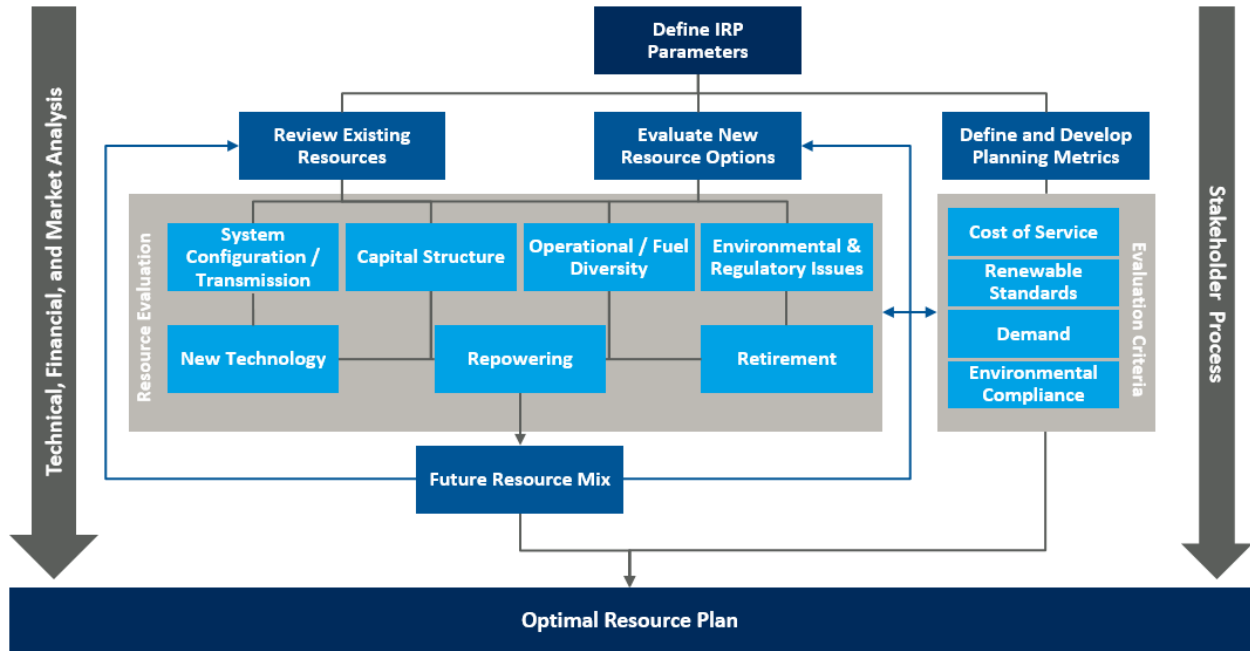 Define IRP
Parameters
Technical, Financial, and Market Analysis
Stakeholder Process
Review Existing
Resources
Evaluate New
Resource Options
Define and Develop
Planning Metrics
Resource Evaluation
System
Configuration /
Transmission
Capital Structure
Operational / Fuel
Diversity
Environmental &
Regulatory Issues
New Technology
Repowering
Retirement
Cost of Service
Renewable
Standards
Demand
Environmental
Compliance
Evaluation Criteria
Future Resource Mix
Optimal Resource Plan